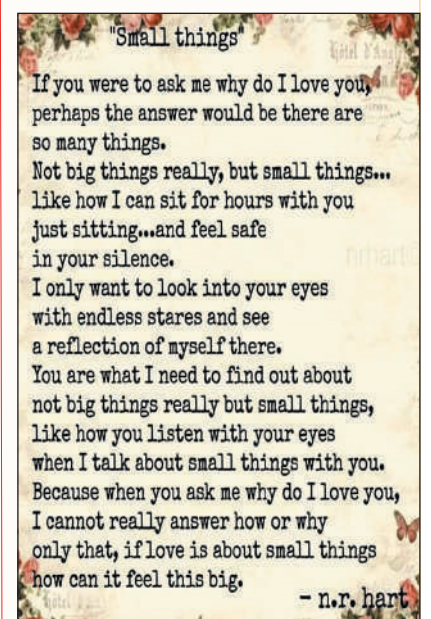 "Small things"
Hôtel d'Ang
If you were to ask me why do I love you,
perhaps the answer would be there are
so many things.
Not big things really, but small things...
like how I can sit for hours with you
just sitting...and feel safe
in your silence.
nrhart©
I only want to look into your eyes
with endless stares and see
a reflection of myself there.
You are what I need to find out about
not big things really but small things,
like how you listen with your eyes
when I talk about small things with you.
Because when you ask me why do I love you,
I cannot really answer how or why
only that, if love is about small things
how can it feel this big.
- n.r. hart
Hôtel d'